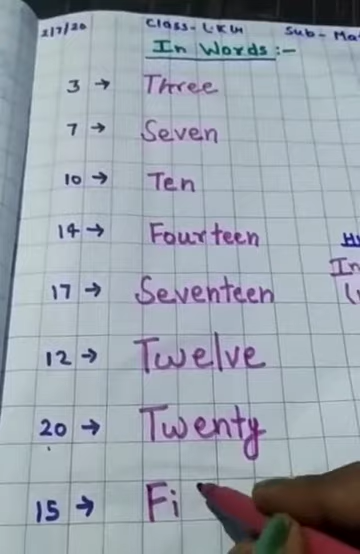 2/7/20 Class- LKG Sub- Ma
In Words:-
3 → Three
7 → Seven
10 → Ten
14 → Fourteen
17 → Seventeen
12 → Twelve
20 → Twenty
15 → Fi
In